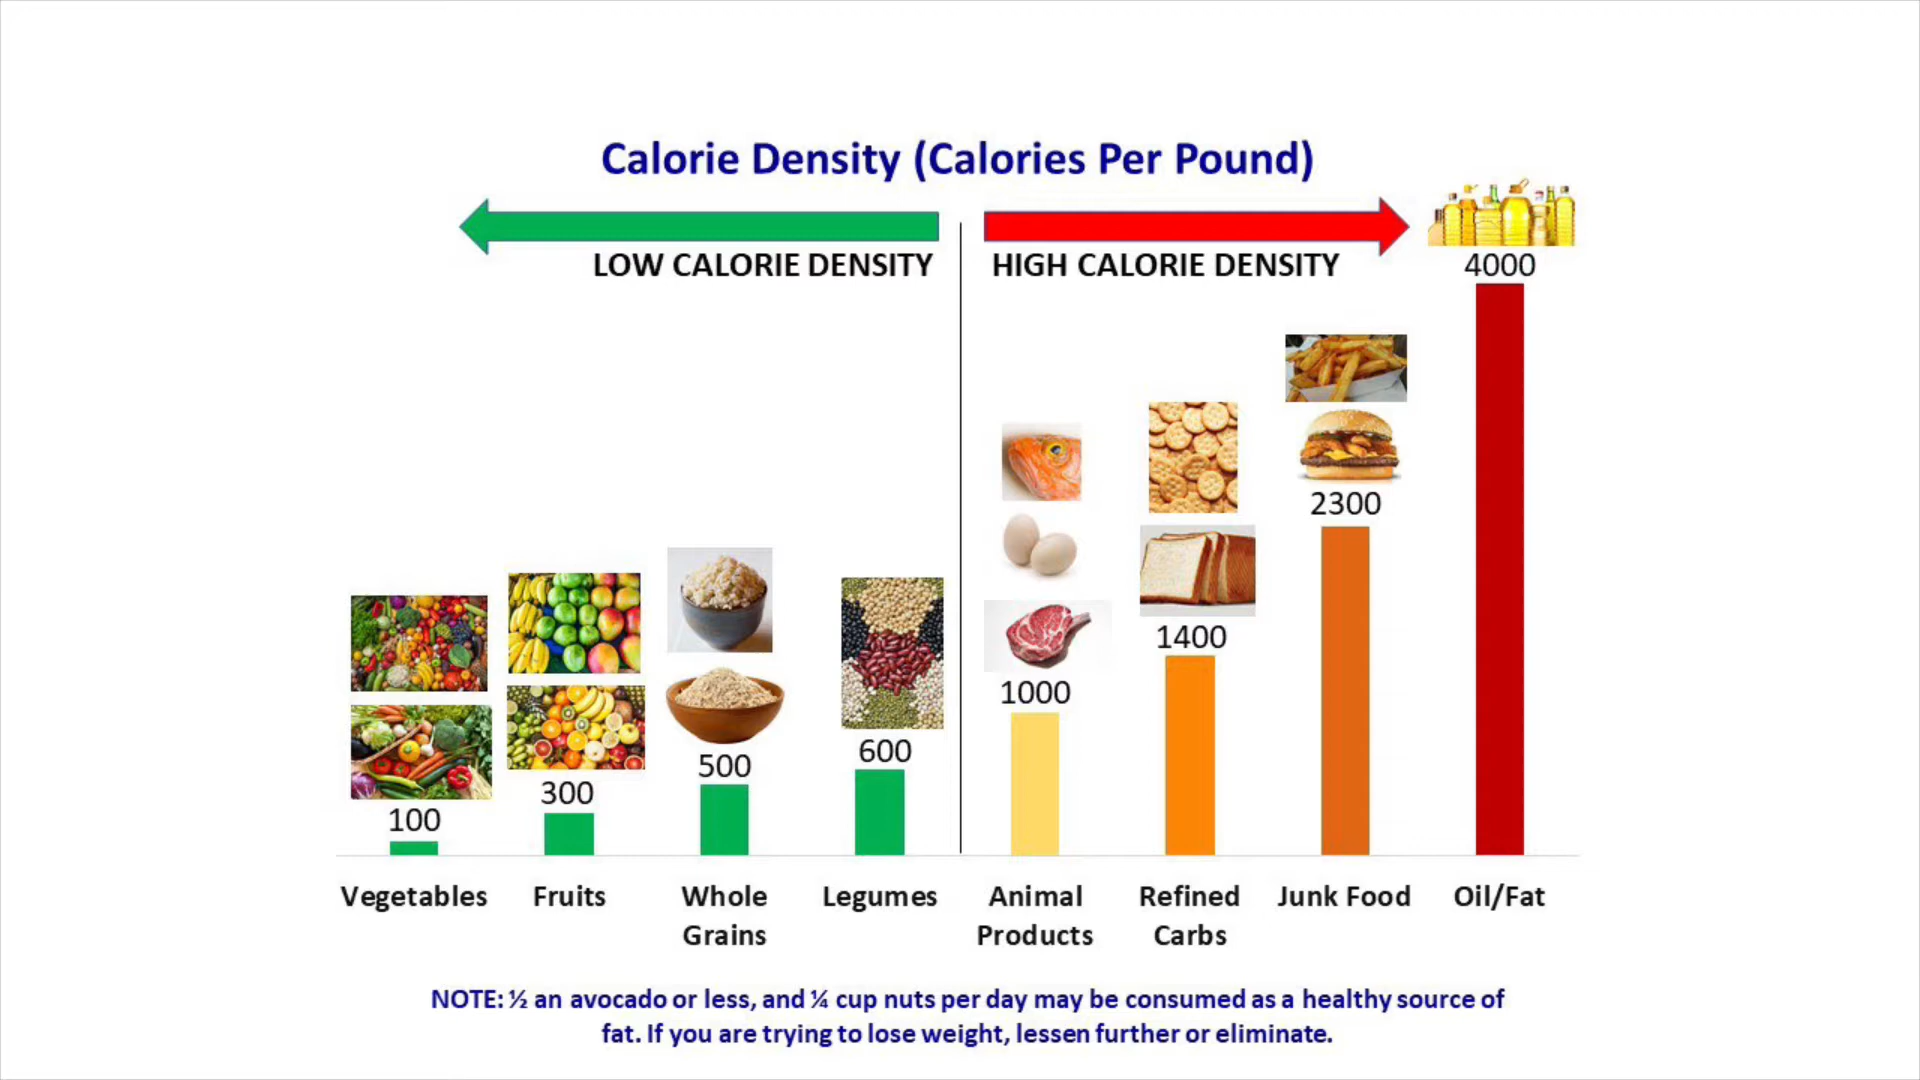 Calorie Density (Calories Per Pound)
LOW CALORIE DENSITY
HIGH CALORIE DENSITY
4000
2300
1400
1000
600
500
300
100
Vegetables
Fruits
Whole
Grains
Legumes
Animal
Products
Refined
Carbs
Junk Food
Oil/Fat
NOTE: ½ an avocado or less, and ¼ cup nuts per day may be consumed as a healthy source of
fat. If you are trying to lose weight, lessen further or eliminate.